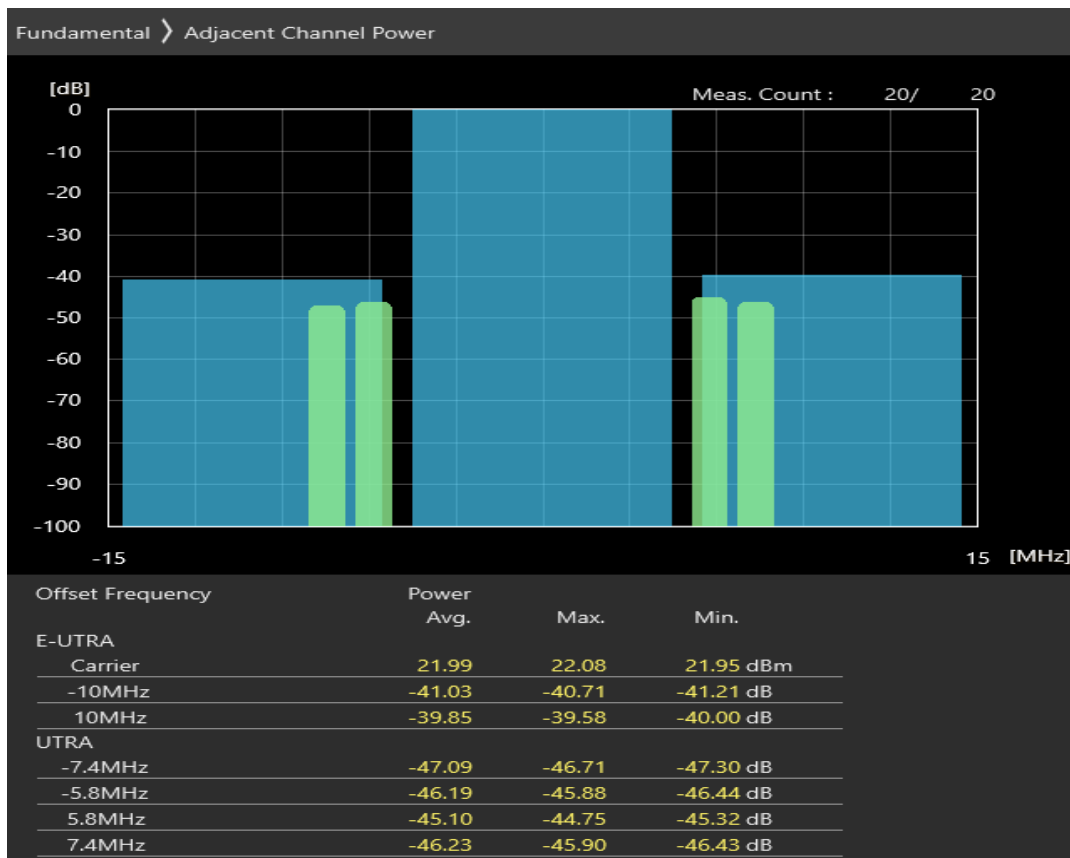 Fundamental ❯ Adjacent Channel Power
[dB]
Meas. Count : 20/ 20
0
-10
-20
-30
-40
-50
-60
-70
-80
-90
-100
-15 15 [MHz]
Offset Frequency Power
Avg. Max. Min.
E-UTRA
Carrier 21.99 22.08 21.95 dBm
-10MHz -41.03 -40.71 -41.21 dB
10MHz -39.85 -39.58 -40.00 dB
UTRA
-7.4MHz -47.09 -46.71 -47.30 dB
-5.8MHz -46.19 -45.88 -46.44 dB
5.8MHz -45.10 -44.75 -45.32 dB
7.4MHz -46.23 -45.90 -46.43 dB